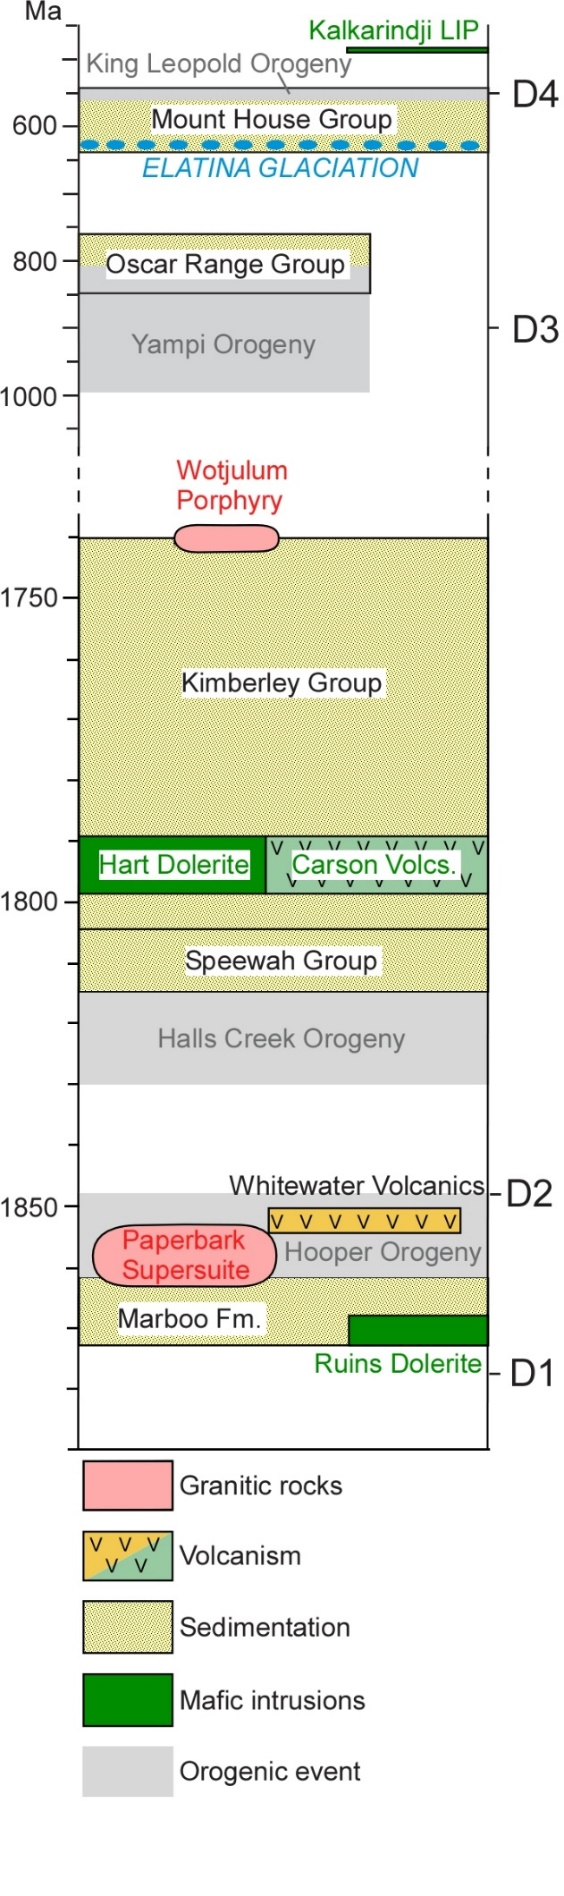 Ma
Kalkarindji LIP
King Leopold Orogeny
D4
Mount House Group
600
ELATINA GLACIATION
800
Oscar Range Group
D3
Yampi Orogeny
1000
Wotjulum
Porphyry
1750
Kimberley Group
Hart Dolerite
Carson Volcs.
1800
Speewah Group
Halls Creek Orogeny
Whitewater Volcanics
D2
1850
Paperbark
Supersuite
Hooper Orogeny
Marboo Fm.
Ruins Dolerite
D1
Granitic rocks
Volcanism
Sedimentation
Mafic intrusions
Orogenic event